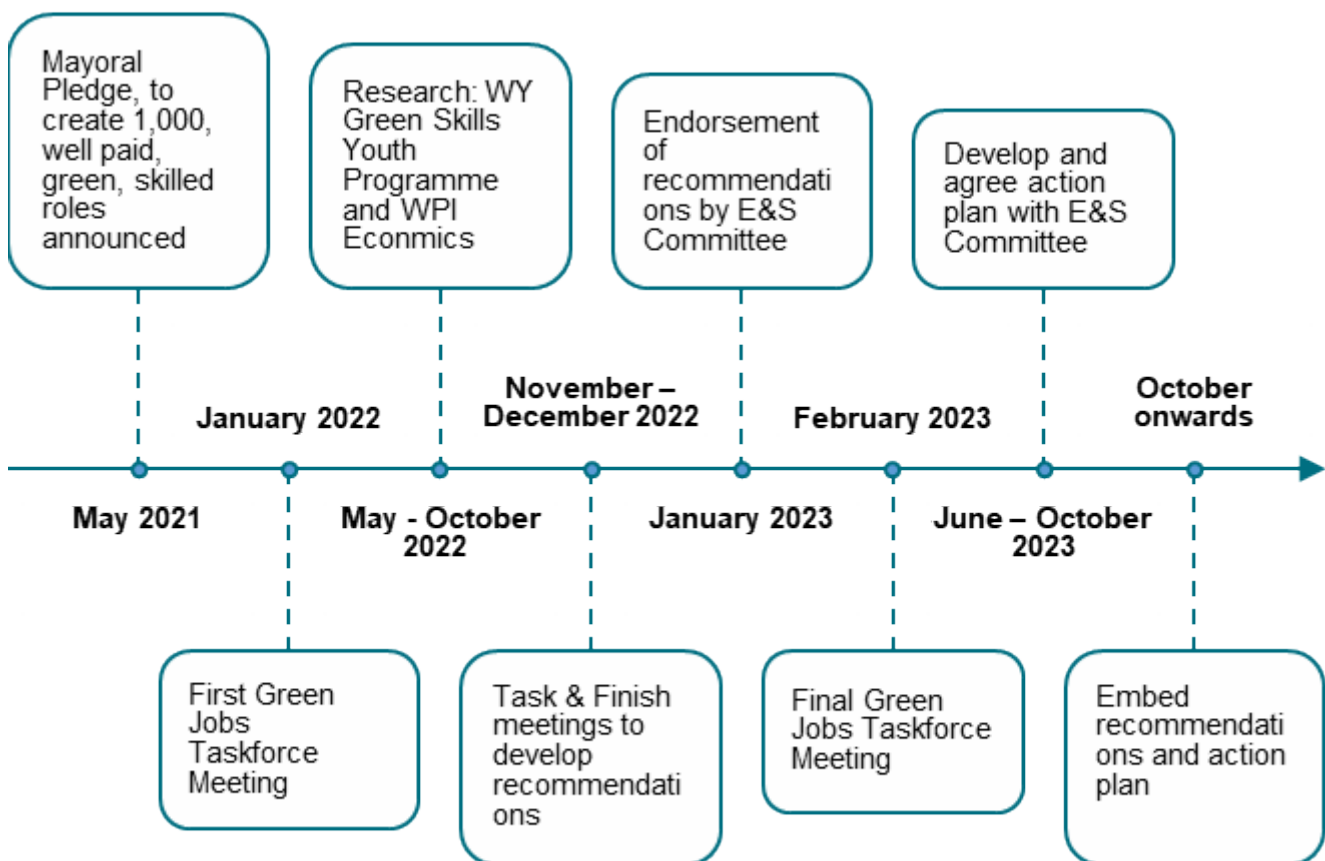 Mayoral
Pledge, to
create 1,000,
well paid,
green, skilled
roles
announced
Research: WY
Green Skills
Youth
Programme
and WPI
Econmics
Endorsement
of
recommendati
ons by E&S
Committee
Develop and
agree action
plan with E&S
Committee
January 2022
November –
December 2022
February 2023
October
onwards
May 2021
May - October
2022
January 2023
June – October
2023
First Green
Jobs
Taskforce
Meeting
Task & Finish
meetings to
develop
recommendati
ons
Final Green
Jobs Taskforce
Meeting
Embed
recommendati
ons and action
plan